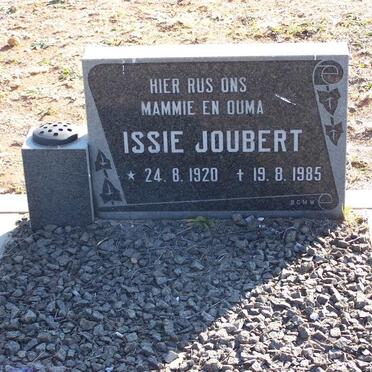 HIER RUS ONS
MAMMIE EN OUMA
ISSIE JOUBERT
* 24. 8. 1920 † 19. 8. 1985